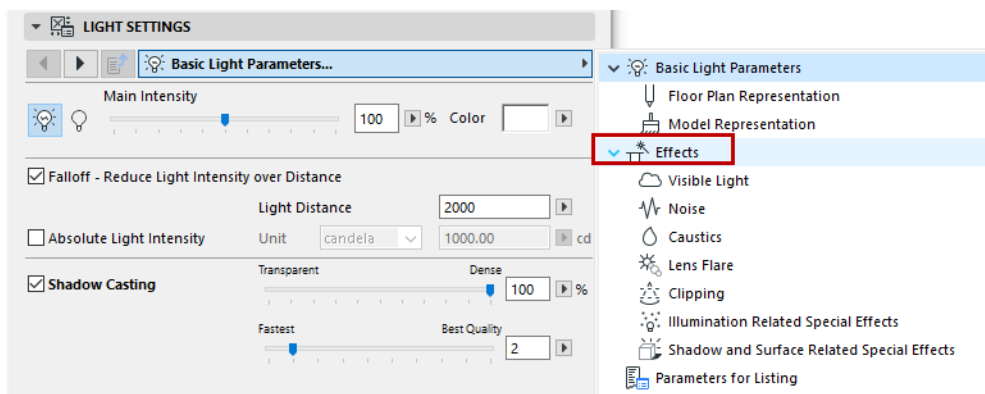 LIGHT SETTINGS
Basic Light Parameters...
Main Intensity
100 % Color
Falloff - Reduce Light Intensity over Distance
Light Distance 2000
Absolute Light Intensity Unit candela 1000.00 cd
Transparent Dense
Shadow Casting 100 %
Fastest Best Quality
2
Basic Light Parameters
Floor Plan Representation
Model Representation
Effects
Visible Light
Noise
Caustics
Lens Flare
Clipping
Illumination Related Special Effects
Shadow and Surface Related Special Effects
Parameters for Listing